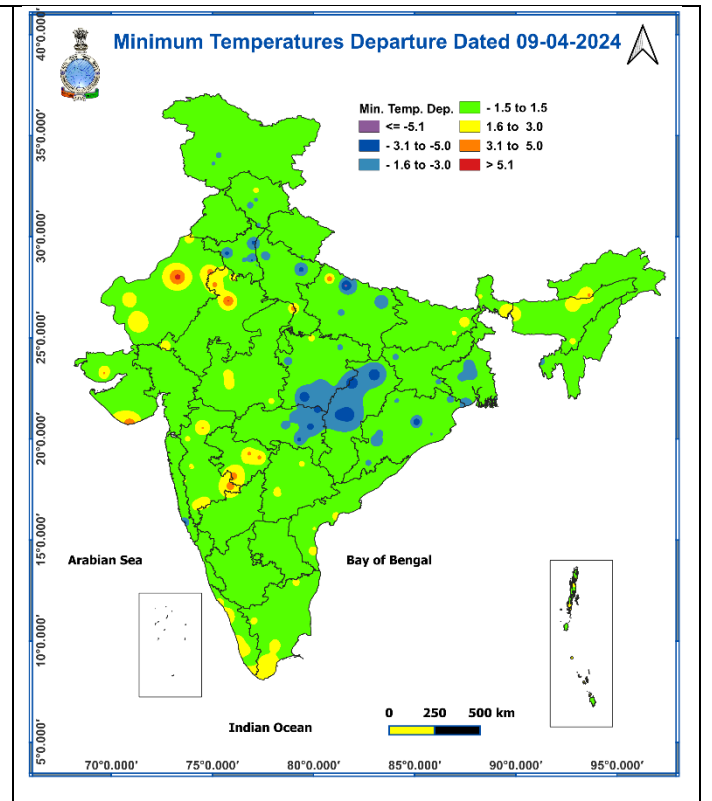 Minimum Temperatures Departure Dated 09-04-2024
Min. Temp. Dep.
<= -5.1
- 3.1 to -5.0
- 1.6 to -3.0
- 1.5 to 1.5
1.6 to 3.0
3.1 to 5.0
> 5.1
40°0.000'
35°0.000'
30°0.000'
25°0.000'
20°0.000'
15°0.000'
10°0.000'
5°0.000'
Arabian Sea
Bay of Bengal
Indian Ocean
0 250 500 km
70°0.000' 75°0.000' 80°0.000' 85°0.000' 90°0.000' 95°0.000'